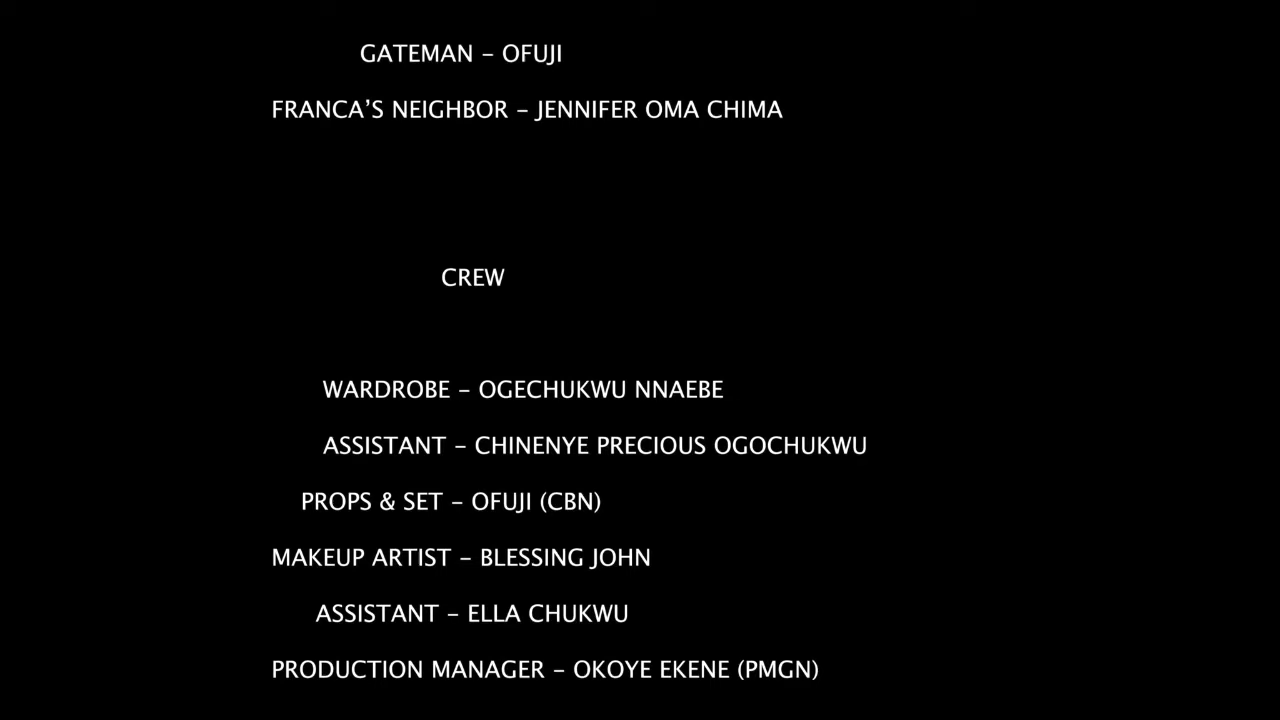 GATEMAN – OFUJI
FRANCA’S NEIGHBOR – JENNIFER OMA CHIMA
CREW
WARDROBE – OGECHUKWU NNAEBE
ASSISTANT – CHINENYE PRECIOUS OGOCHUKWU
PROPS & SET – OFUJI (CBN)
MAKEUP ARTIST – BLESSING JOHN
ASSISTANT – ELLA CHUKWU
PRODUCTION MANAGER – OKOYE EKENE (PMGN)